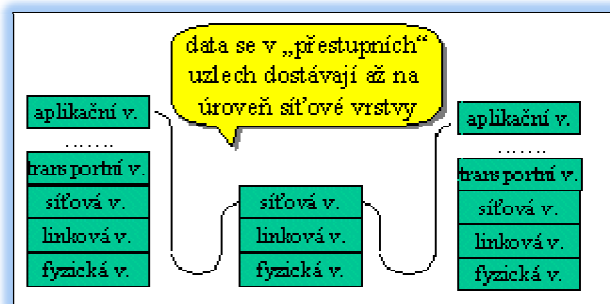 data se v „přestupních“
uzlech dostávají až na
úroveň síťové vrstvy
aplikační v.
.......
transportní v.
síťová v.
linková v.
fyzická v.
síťová v.
linková v.
fyzická v.
aplikační v.
.......
transportní v.
síťová v.
linková v.
fyzická v.